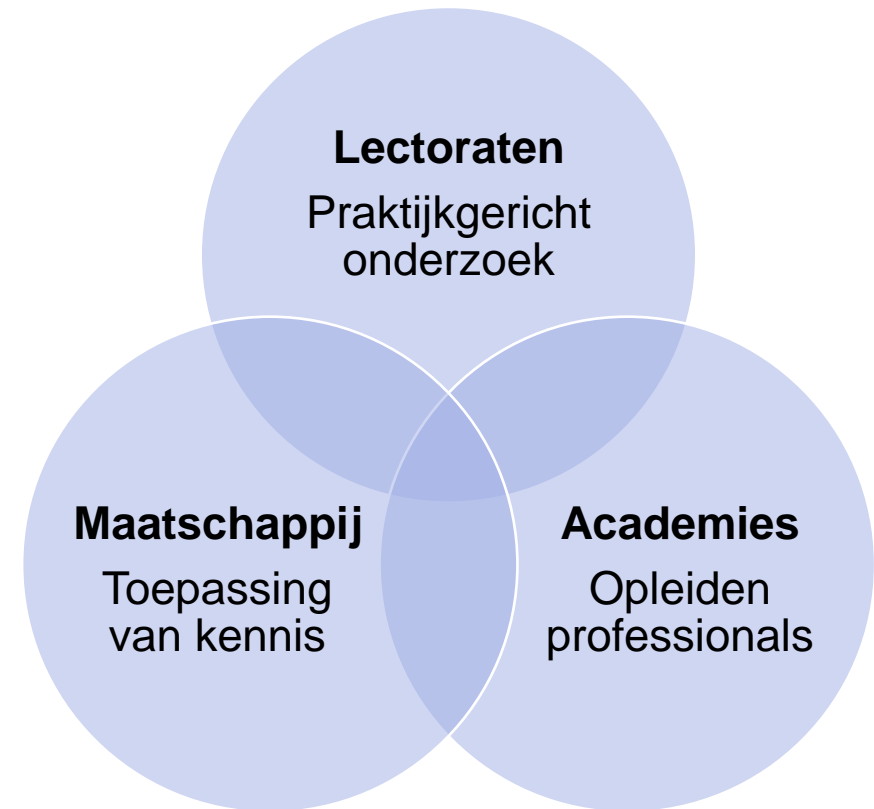 Lectoraten
Praktijkgericht
onderzoek
Maatschappij
Toepassing
van kennis
Academies
Opleiden
professionals